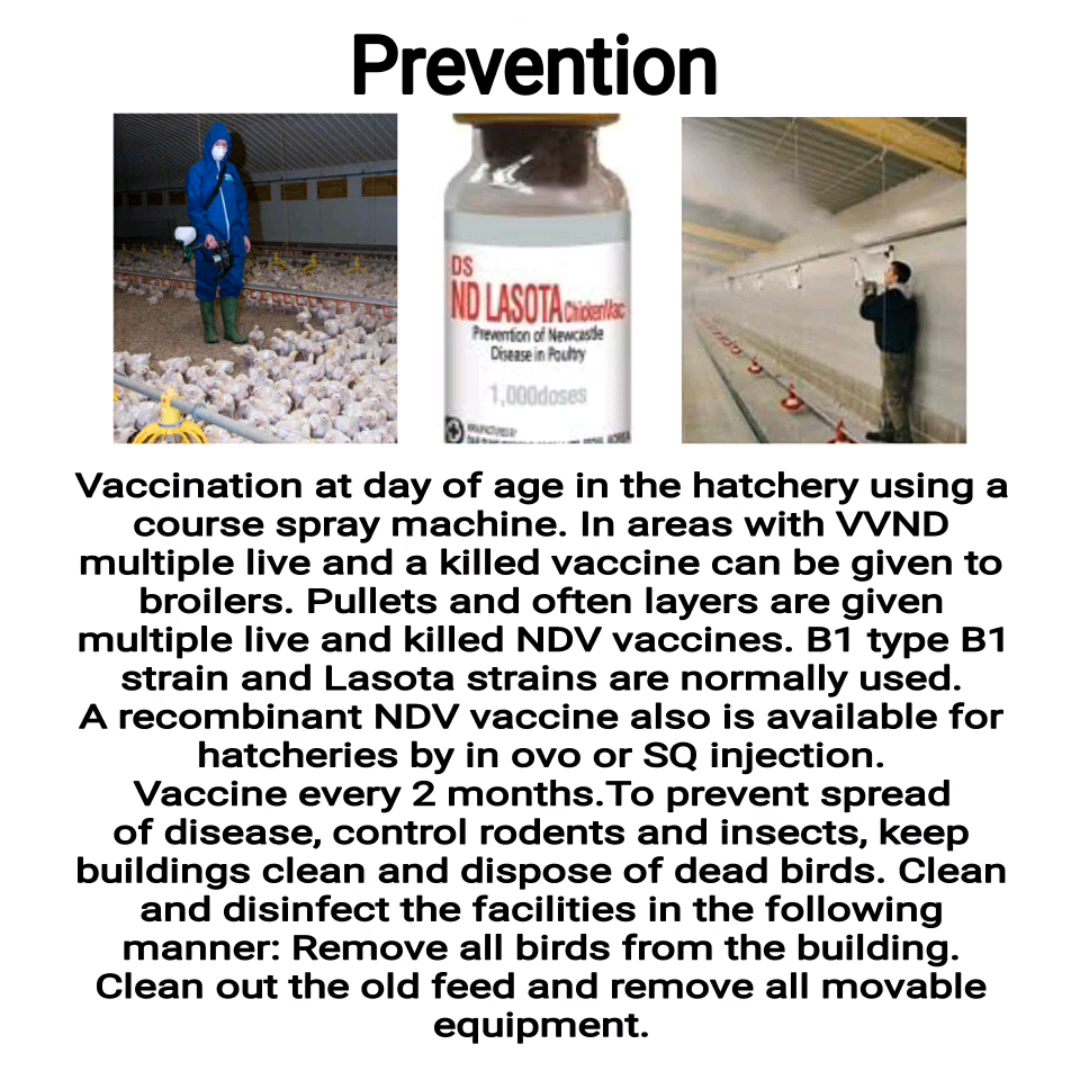 Prevention
DS
ND LASOTA ChickenVac
Prevention of Newcastle
Disease in Poultry
1,000doses
Vaccination at day of age in the hatchery using a
course spray machine. In areas with VVND
multiple live and a killed vaccine can be given to
broilers. Pullets and often layers are given
multiple live and killed NDV vaccines. B1 type B1
strain and Lasota strains are normally used.
A recombinant NDV vaccine also is available for
hatcheries by in ovo or SQ injection.
Vaccine every 2 months.To prevent spread
of disease, control rodents and insects, keep
buildings clean and dispose of dead birds. Clean
and disinfect the facilities in the following
manner: Remove all birds from the building.
Clean out the old feed and remove all movable
equipment.